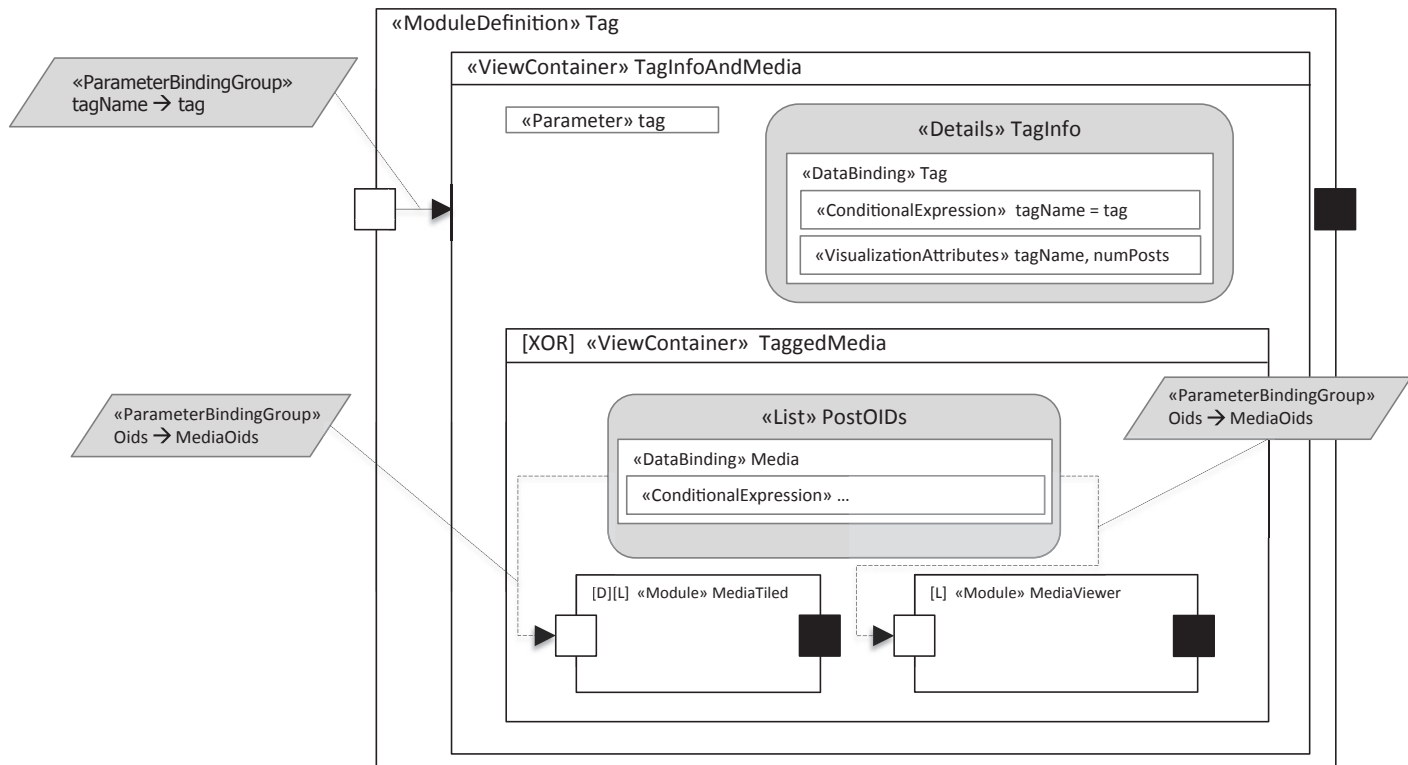 «ModuleDefinition» Tag
«ViewContainer» TagInfoAndMedia
«ParameterBindingGroup»
tagName → tag
«Parameter» tag
«Details» TagInfo
«DataBinding» Tag
«ConditionalExpression» tagName = tag
«VisualizationAttributes» tagName, numPosts
[XOR] «ViewContainer» TaggedMedia
«ParameterBindingGroup»
Oids → MediaOids
«List» PostOIDs
«DataBinding» Media
«ConditionalExpression» ...
«ParameterBindingGroup»
Oids → MediaOids
[D][L] «Module» MediaTiled
[L] «Module» MediaViewer